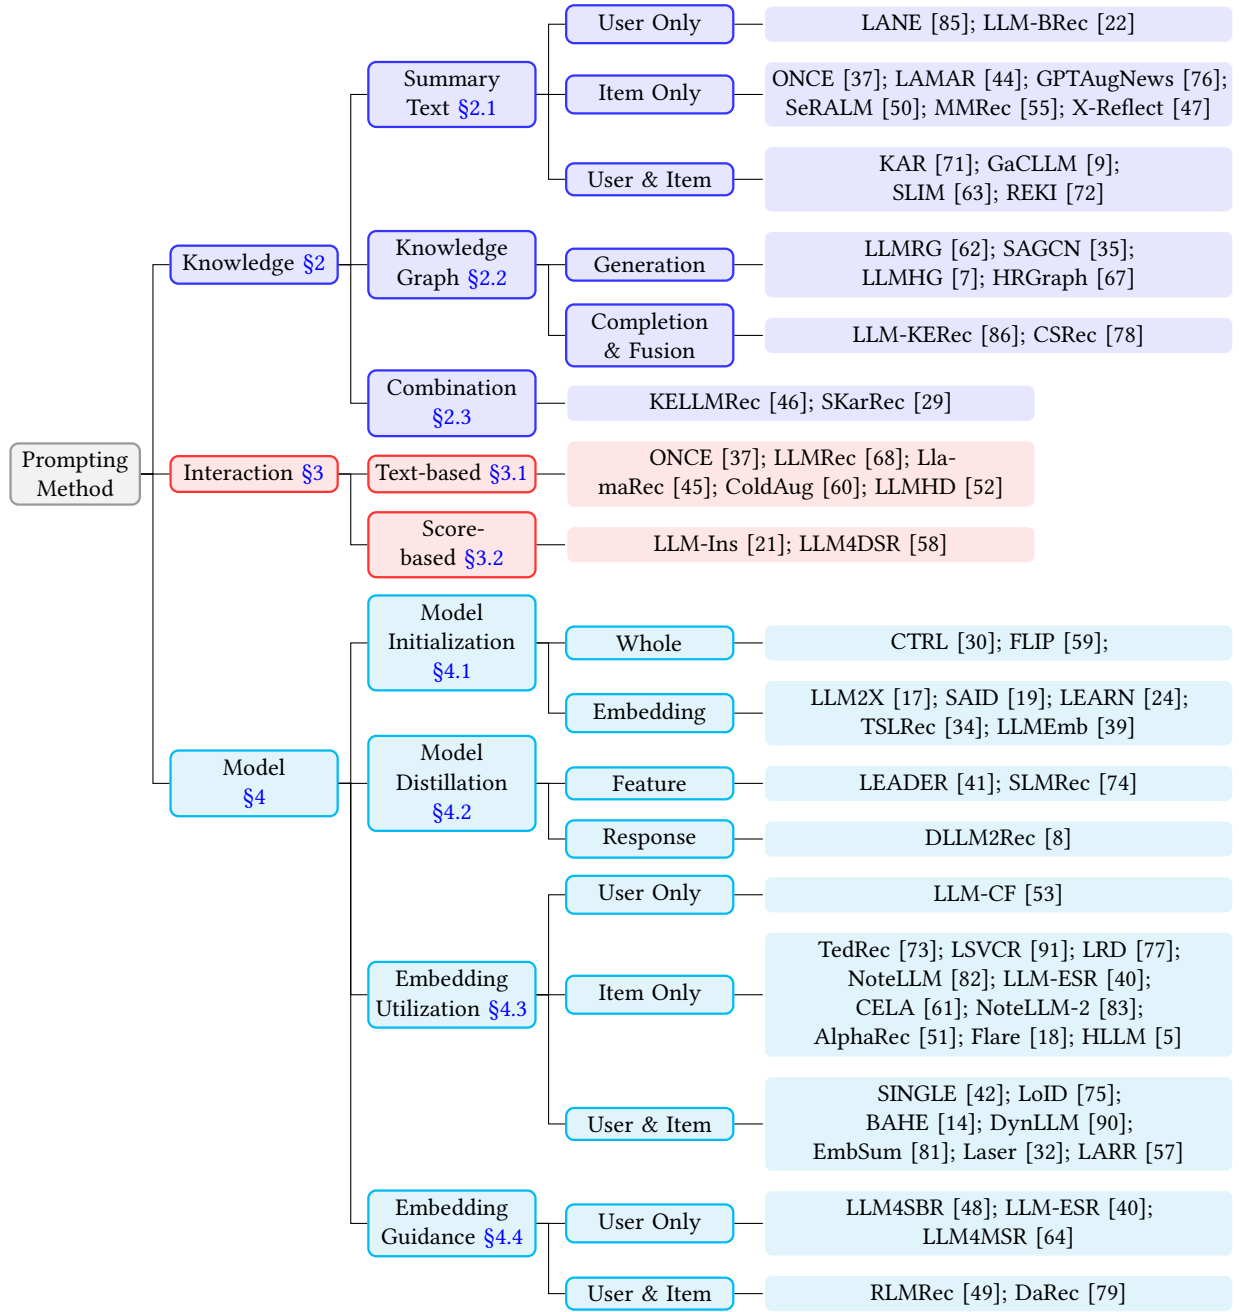 Prompting
Method
Knowledge §2
Summary
Text §2.1
User Only
LANE [85]; LLM-BRec [22]
Item Only
ONCE [37]; LAMAR [44]; GPTAugNews [76];
SeRALM [50]; MMRec [55]; X-Reflect [47]
User & Item
KAR [71]; GaCLLM [9];
SLIM [63]; REKI [72]
Knowledge
Graph §2.2
Generation
LLMRG [62]; SAGCN [35];
LLMHG [7]; HRGraph [67]
Completion
& Fusion
LLM-KERec [86]; CSRec [78]
Combination
§2.3
KELLMRec [46]; SKarRec [29]
Interaction §3
Text-based §3.1
ONCE [37]; LLMRec [68]; Lla-
maRec [45]; ColdAug [60]; LLMHD [52]
Score-
based §3.2
LLM-Ins [21]; LLM4DSR [58]
Model
§4
Model
Initialization
§4.1
Whole
CTRL [30]; FLIP [59];
Embedding
LLM2X [17]; SAID [19]; LEARN [24];
TSLRec [34]; LLMEmb [39]
Model
Distillation
§4.2
Feature
LEADER [41]; SLMRec [74]
Response
DLLM2Rec [8]
Embedding
Utilization §4.3
User Only
LLM-CF [53]
Item Only
TedRec [73]; LSVCR [91]; LRD [77];
NoteLLM [82]; LLM-ESR [40];
CELA [61]; NoteLLM-2 [83];
AlphaRec [51]; Flare [18]; HLLM [5]
User & Item
SINGLE [42]; LoID [75];
BAHE [14]; DynLLM [90];
EmbSum [81]; Laser [32]; LARR [57]
Embedding
Guidance §4.4
User Only
LLM4SBR [48]; LLM-ESR [40];
LLM4MSR [64]
User & Item
RLMRec [49]; DaRec [79]